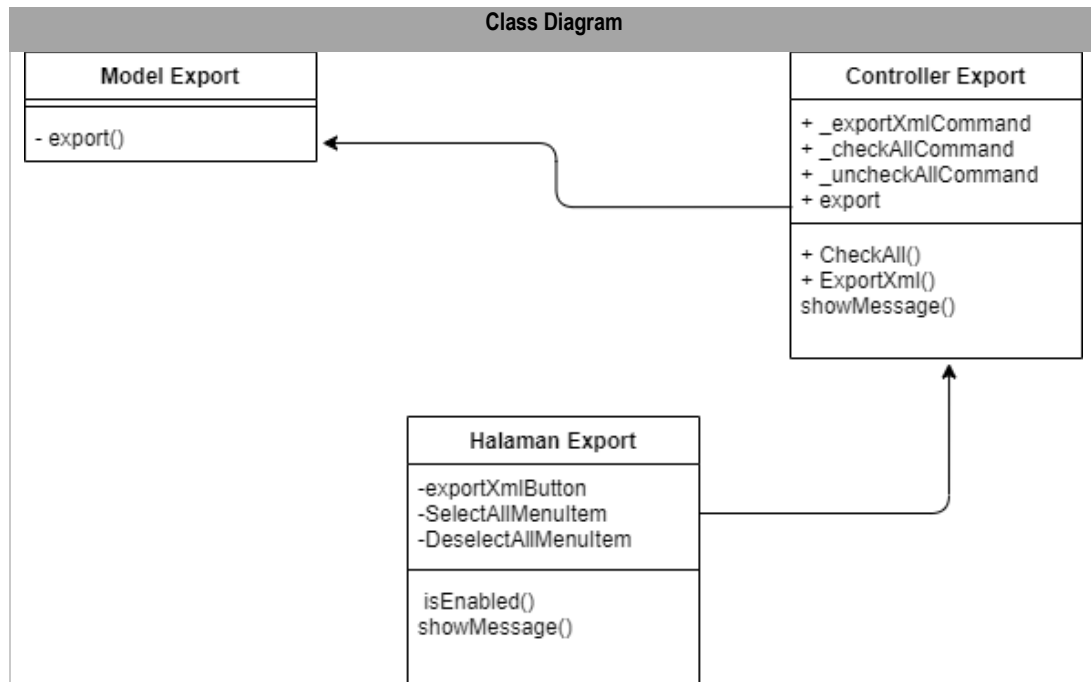 Class Diagram
Model Export
- export()
Controller Export
+ _exportXmlCommand
+ _checkAllCommand
+ _uncheckAllCommand
+ export
+ CheckAll()
+ ExportXml()
showMessage()
Halaman Export
-exportXmlButton
-SelectAllMenuItem
-DeselectAllMenuItem
isEnabled()
showMessage()